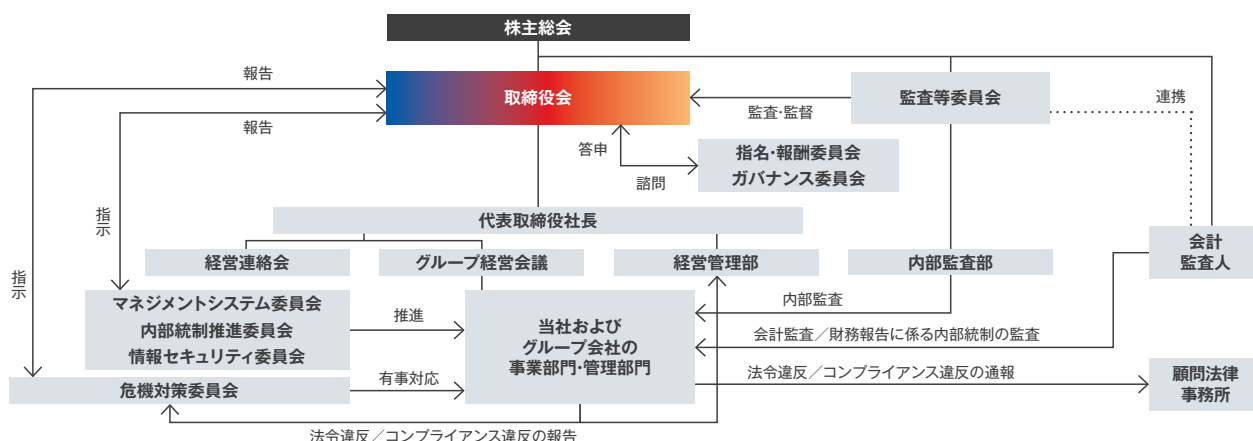 株主総会
報告
取締役会
監査等委員会
連携
監査・監督
報告
答申
指名・報酬委員会
ガバナンス委員会
諮問
代表取締役社長
指示
指示
経営連絡会
グループ経営会議
経営管理部
内部監査部
会計
監査人
マネジメントシステム委員会
内部統制推進委員会
情報セキュリティ委員会
推進
当社および
グループ会社の
事業部門・管理部門
内部監査
会計監査／財務報告に係る内部統制の監査
危機対策委員会
有事対応
法令違反／コンプライアンス違反の通報
顧問法律
事務所
法令違反／コンプライアンス違反の報告